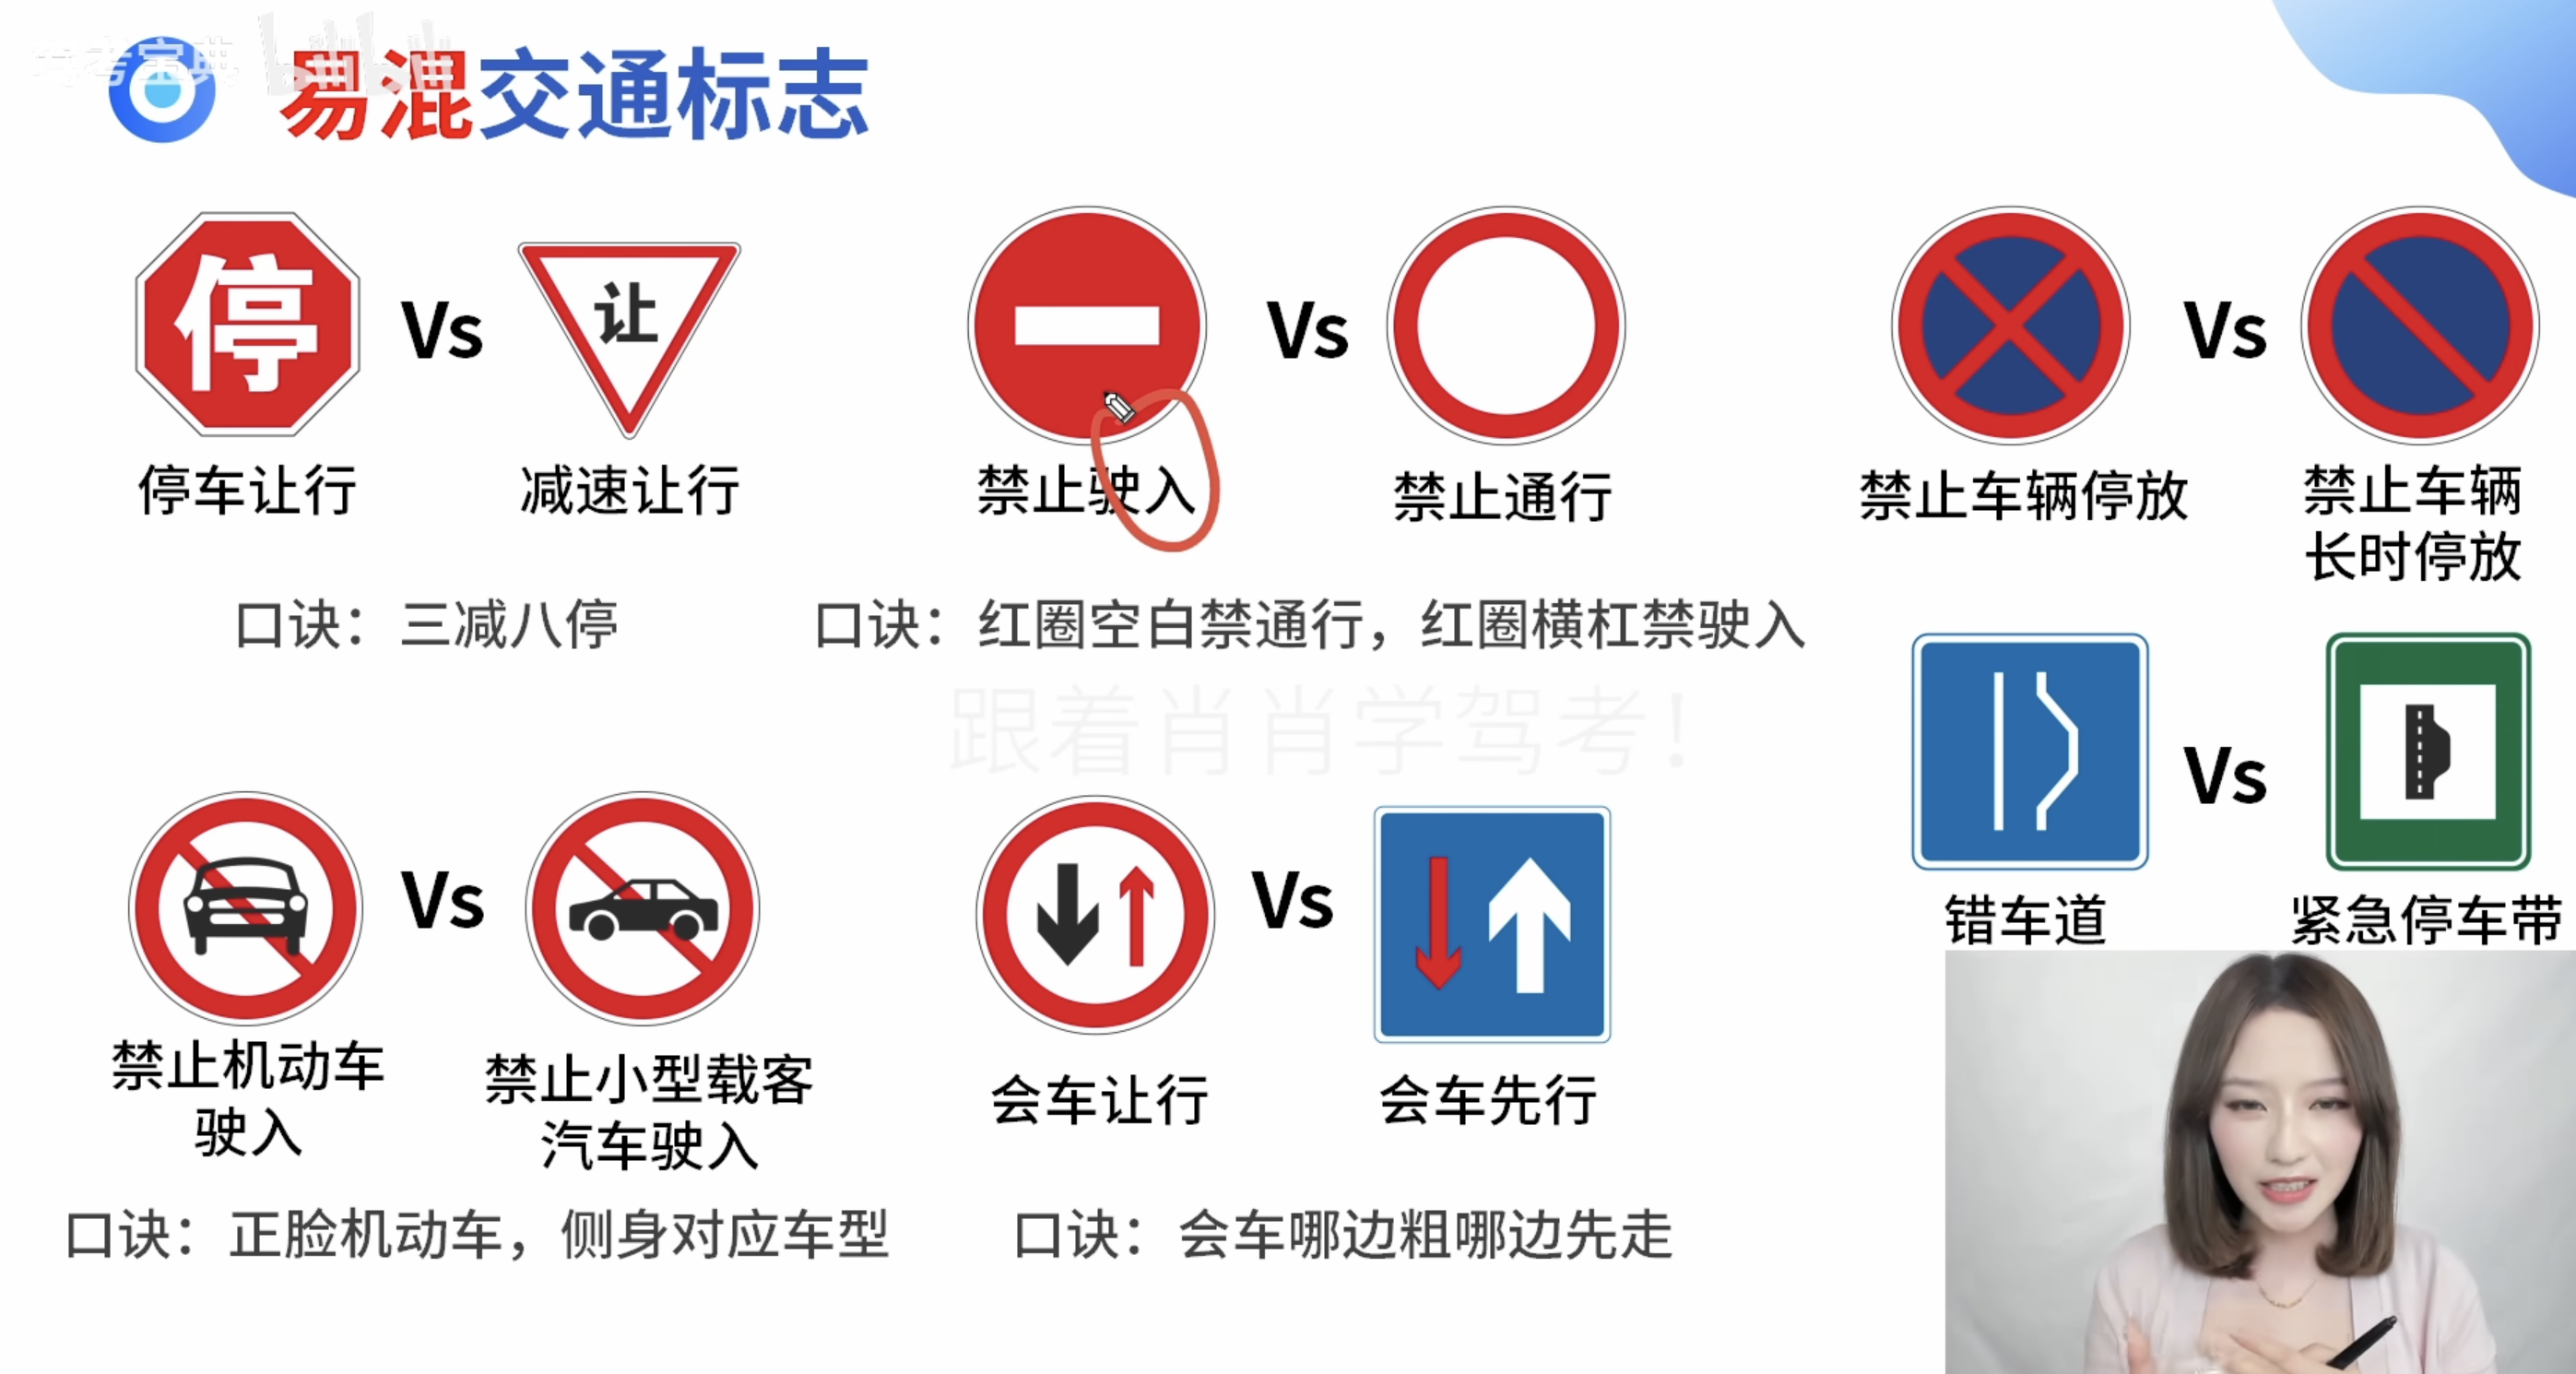 驾考宝典 bilibili
易混交通标志
停 Vs 让
停车让行 减速让行
口诀：三减八停
Vs
禁止驶入 禁止通行
口诀：红圈空白禁通行，红圈横杠禁驶入
Vs
禁止车辆停放 禁止车辆
长时停放
跟着肖肖学驾考！
Vs
禁止机动车
驶入
禁止小型载客
汽车驶入
口诀：正脸机动车，侧身对应车型
Vs
会车让行 会车先行
口诀：会车哪边粗哪边先走
Vs
错车道 紧急停车带